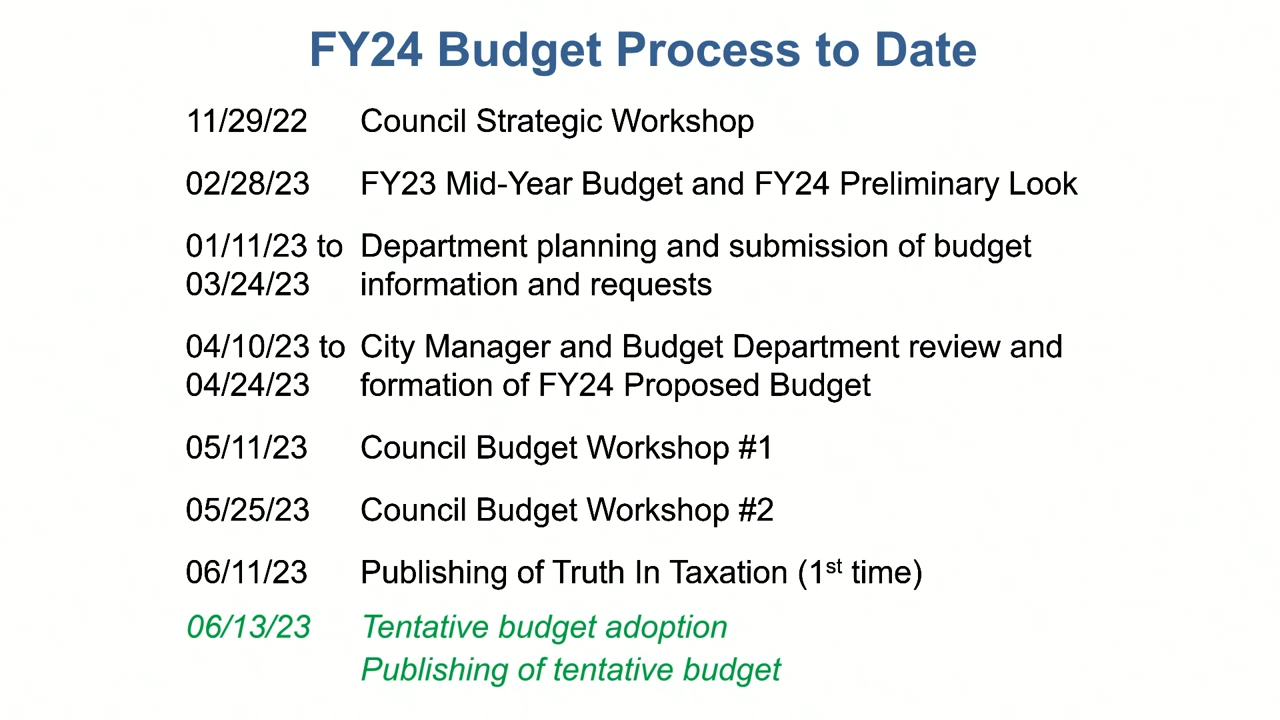 FY24 Budget Process to Date
11/29/22 Council Strategic Workshop
02/28/23 FY23 Mid-Year Budget and FY24 Preliminary Look
01/11/23 to Department planning and submission of budget
03/24/23 information and requests
04/10/23 to City Manager and Budget Department review and
04/24/23 formation of FY24 Proposed Budget
05/11/23 Council Budget Workshop #1
05/25/23 Council Budget Workshop #2
06/11/23 Publishing of Truth In Taxation (1st time)
06/13/23 Tentative budget adoption
Publishing of tentative budget